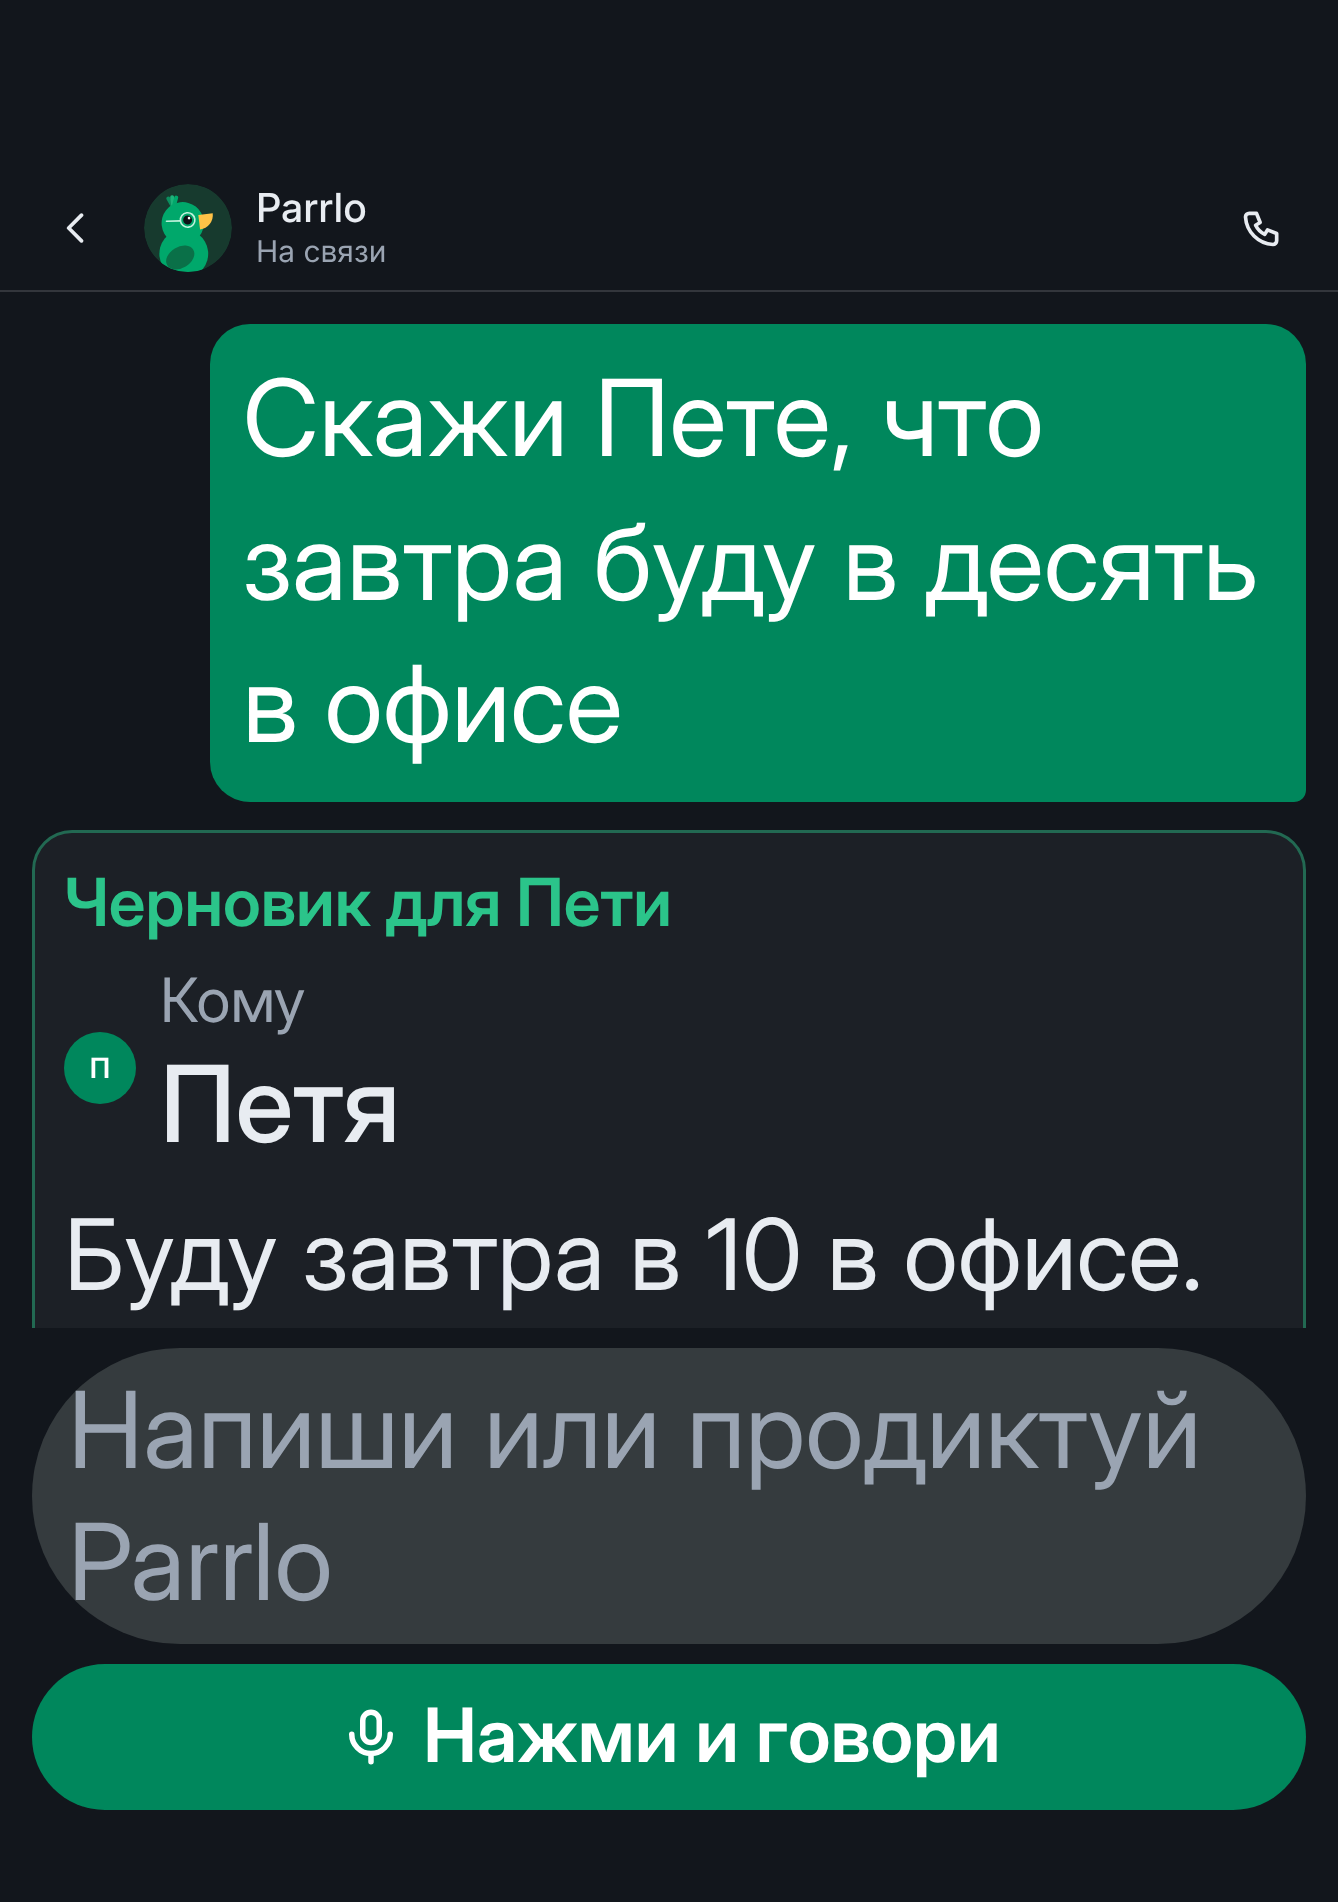 Parrlo
На связи
Скажи Пете, что
завтра буду в десять
в офисе
Черновик для Пети
Кому
П
Петя
Буду завтра в 10 в офисе.
Напиши или продиктуй
Parrlo
Нажми и говори